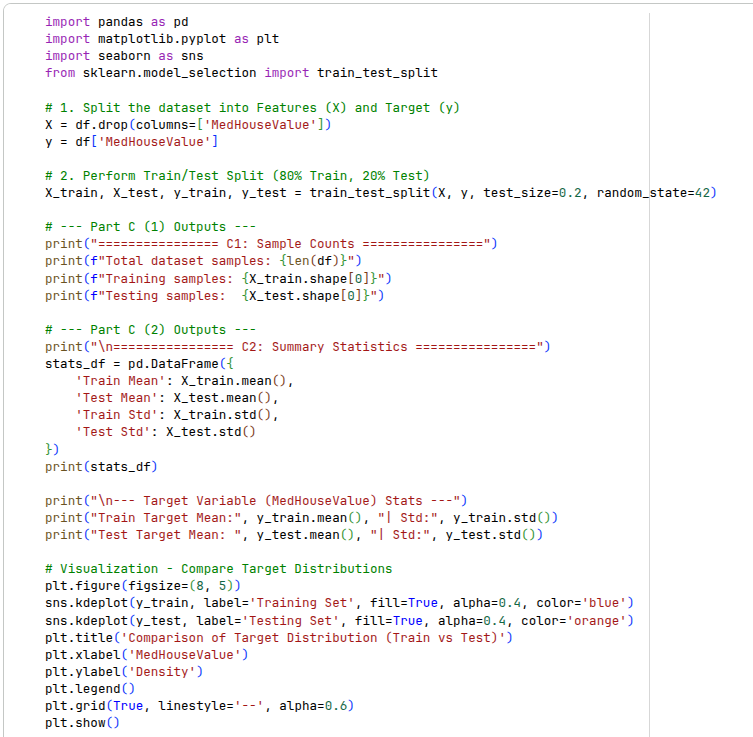 import pandas as pd
import matplotlib.pyplot as plt
import seaborn as sns
from sklearn.model_selection import train_test_split

# 1. Split the dataset into Features (X) and Target (y)
X = df.drop(columns=['MedHouseValue'])
y = df['MedHouseValue']

# 2. Perform Train/Test Split (80% Train, 20% Test)
X_train, X_test, y_train, y_test = train_test_split(X, y, test_size=0.2, random_state=42)

# --- Part C (1) Outputs ---
print("================ C1: Sample Counts ================")
print(f"Total dataset samples: {len(df)}")
print(f"Training samples: {X_train.shape[0]}")
print(f"Testing samples:  {X_test.shape[0]}")

# --- Part C (2) Outputs ---
print("\n================ C2: Summary Statistics ================")
stats_df = pd.DataFrame({
    'Train Mean': X_train.mean(),
    'Test Mean': X_test.mean(),
    'Train Std': X_train.std(),
    'Test Std': X_test.std()
})
print(stats_df)

print("\n--- Target Variable (MedHouseValue) Stats ---")
print("Train Target Mean:", y_train.mean(), "| Std:", y_train.std())
print("Test Target Mean: ", y_test.mean(), "| Std:", y_test.std())

# Visualization - Compare Target Distributions
plt.figure(figsize=(8, 5))
sns.kdeplot(y_train, label='Training Set', fill=True, alpha=0.4, color='blue')
sns.kdeplot(y_test, label='Testing Set', fill=True, alpha=0.4, color='orange')
plt.title('Comparison of Target Distribution (Train vs Test)')
plt.xlabel('MedHouseValue')
plt.ylabel('Density')
plt.legend()
plt.grid(True, linestyle='--', alpha=0.6)
plt.show()